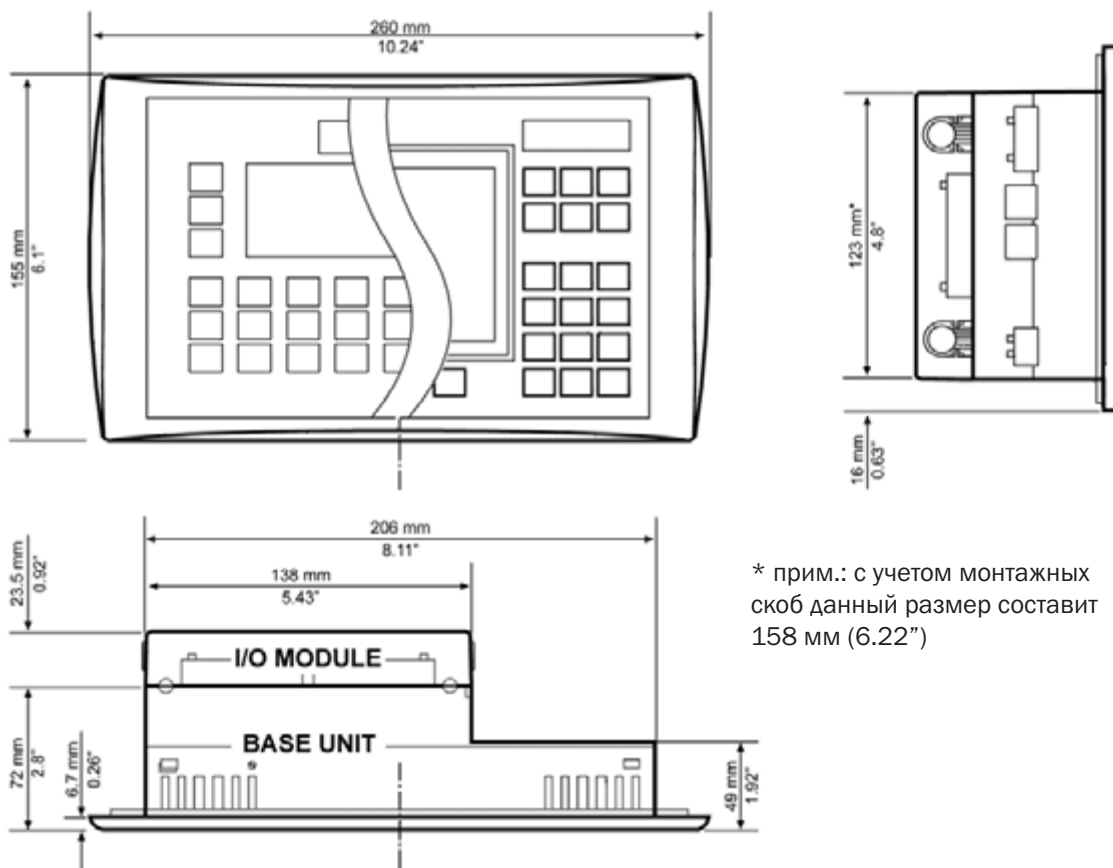 260 mm
10.24"
155 mm
6.1"
123 mm*
4.8"
16 mm
0.63"
206 mm
8.11"
138 mm
5.43"
23.5 mm
0.92"
I/O MODULE
BASE UNIT
72 mm
2.8"
6.7 mm
0.26"
49 mm
1.92"
* прим.: с учетом монтажных
скоб данный размер составит
158 мм (6.22”)